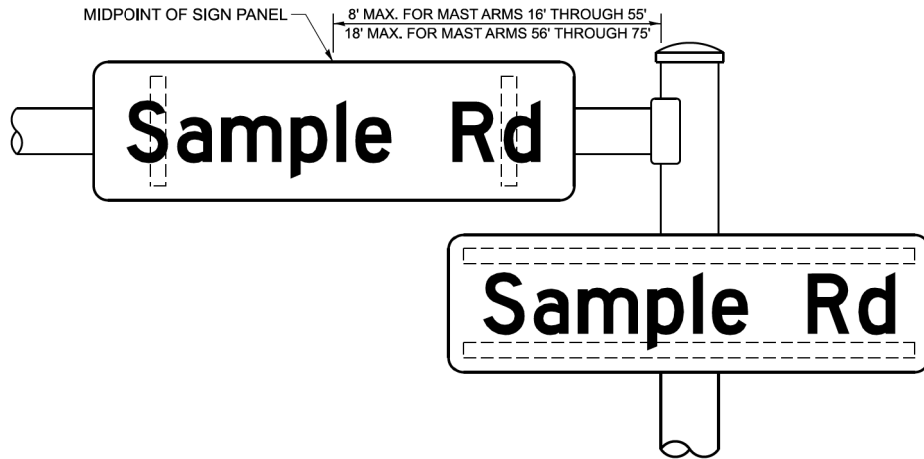 MIDPOINT OF SIGN PANEL
8' MAX. FOR MAST ARMS 16' THROUGH 55'
18' MAX. FOR MAST ARMS 56' THROUGH 75'
Sample Rd
Sample Rd